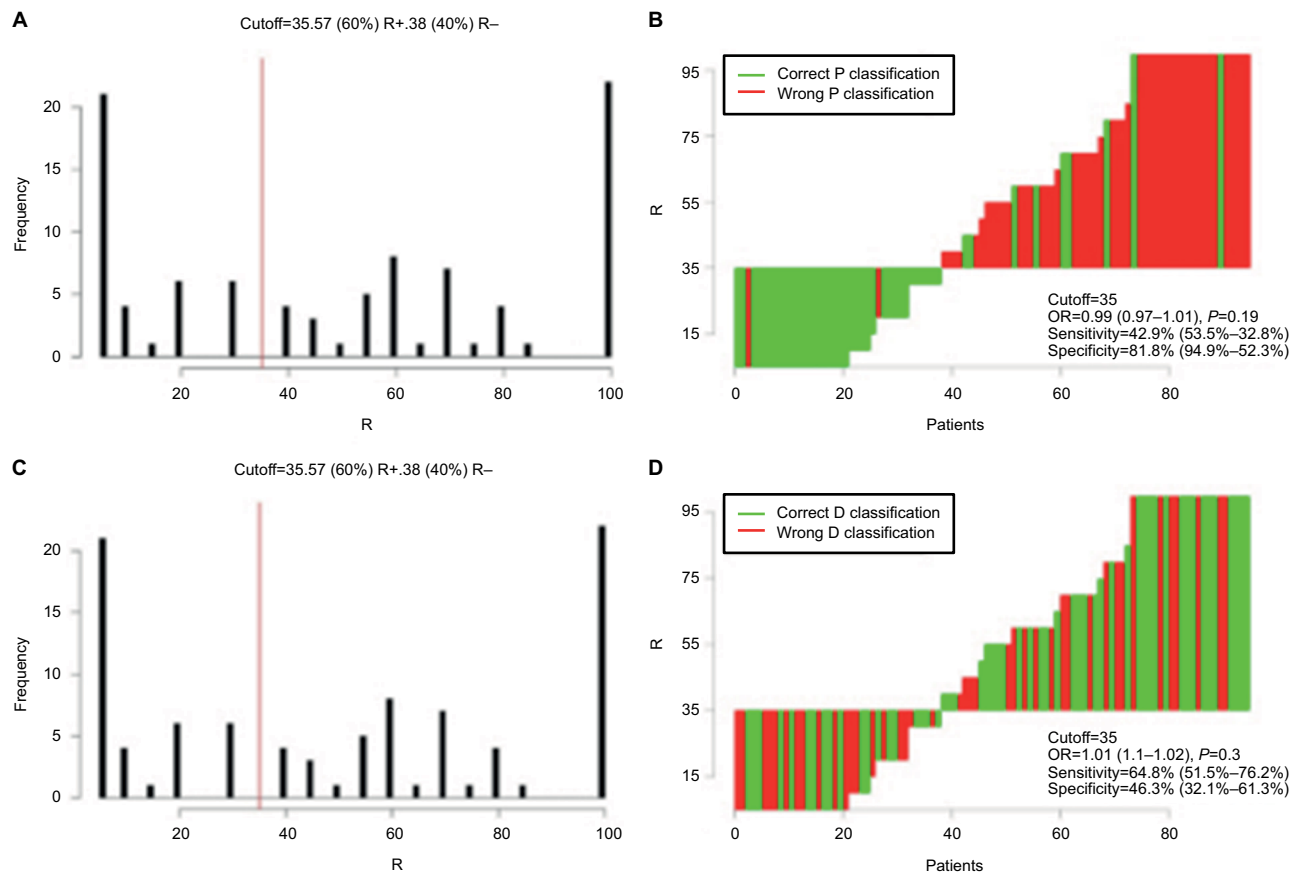 A
Cutoff=35.57 (60%) R+.38 (40%) R–
Frequency
20
15
10
5
0
20 40 60 80 100
R
B
Correct P classification
Wrong P classification
R
95
75
55
35
15
Cutoff=35
OR=0.99 (0.97–1.01), P=0.19
Sensitivity=42.9% (53.5%–32.8%)
Specificity=81.8% (94.9%–52.3%)
0 20 40 60 80
Patients
C
Cutoff=35.57 (60%) R+.38 (40%) R–
Frequency
20
15
10
5
0
20 40 60 80 100
R
D
Correct D classification
Wrong D classification
R
95
75
55
35
15
Cutoff=35
OR=1.01 (1.1–1.02), P=0.3
Sensitivity=64.8% (51.5%–76.2%)
Specificity=46.3% (32.1%–61.3%)
0 20 40 60 80
Patients